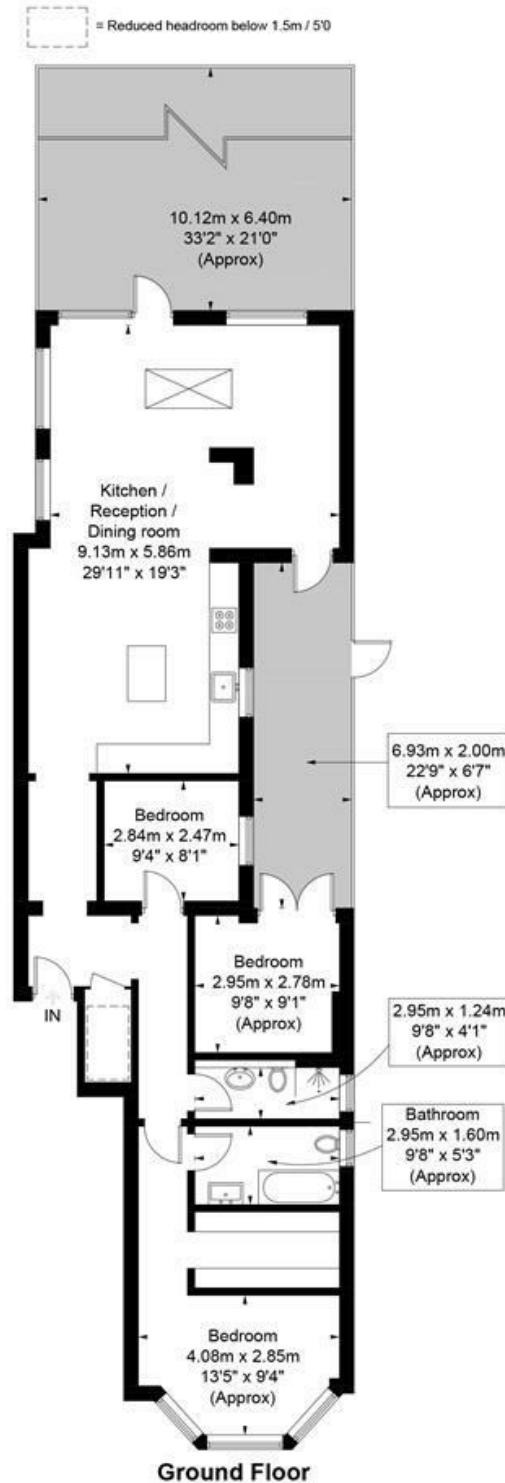 = Reduced headroom below 1.5m / 5'0
10.12m x 6.40m
33'2" x 21'0"
(Approx)
Kitchen /
Reception /
Dining room
9.13m x 5.86m
29'11" x 19'3"
6.93m x 2.00m
22'9" x 6'7"
(Approx)
Bedroom
2.84m x 2.47m
9'4" x 8'1"
Bedroom
2.95m x 2.78m
9'8" x 9'1"
(Approx)
IN
2.95m x 1.24m
9'8" x 4'1"
(Approx)
Bathroom
2.95m x 1.60m
9'8" x 5'3"
(Approx)
Bedroom
4.08m x 2.85m
13'5" x 9'4"
(Approx)
Ground Floor